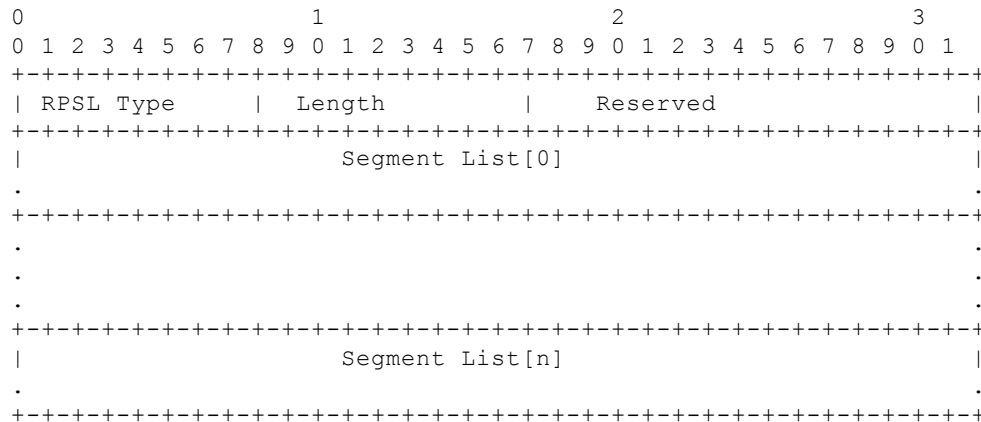 0                   1                   2                   3
0 1 2 3 4 5 6 7 8 9 0 1 2 3 4 5 6 7 8 9 0 1 2 3 4 5 6 7 8 9 0 1
+-+-+-+-+-+-+-+-+-+-+-+-+-+-+-+-+-+-+-+-+-+-+-+-+-+-+-+-+-+-+-+-+
| RPSL Type     |  Length         |    Reserved                 |
+-+-+-+-+-+-+-+-+-+-+-+-+-+-+-+-+-+-+-+-+-+-+-+-+-+-+-+-+-+-+-+-+
|                     Segment List[0]                           |
.                                                               .
+-+-+-+-+-+-+-+-+-+-+-+-+-+-+-+-+-+-+-+-+-+-+-+-+-+-+-+-+-+-+-+-+
.                                                               .
.                                                               .
.                                                               .
+-+-+-+-+-+-+-+-+-+-+-+-+-+-+-+-+-+-+-+-+-+-+-+-+-+-+-+-+-+-+-+-+
|                     Segment List[n]                           |
.                                                               .
+-+-+-+-+-+-+-+-+-+-+-+-+-+-+-+-+-+-+-+-+-+-+-+-+-+-+-+-+-+-+-+-+